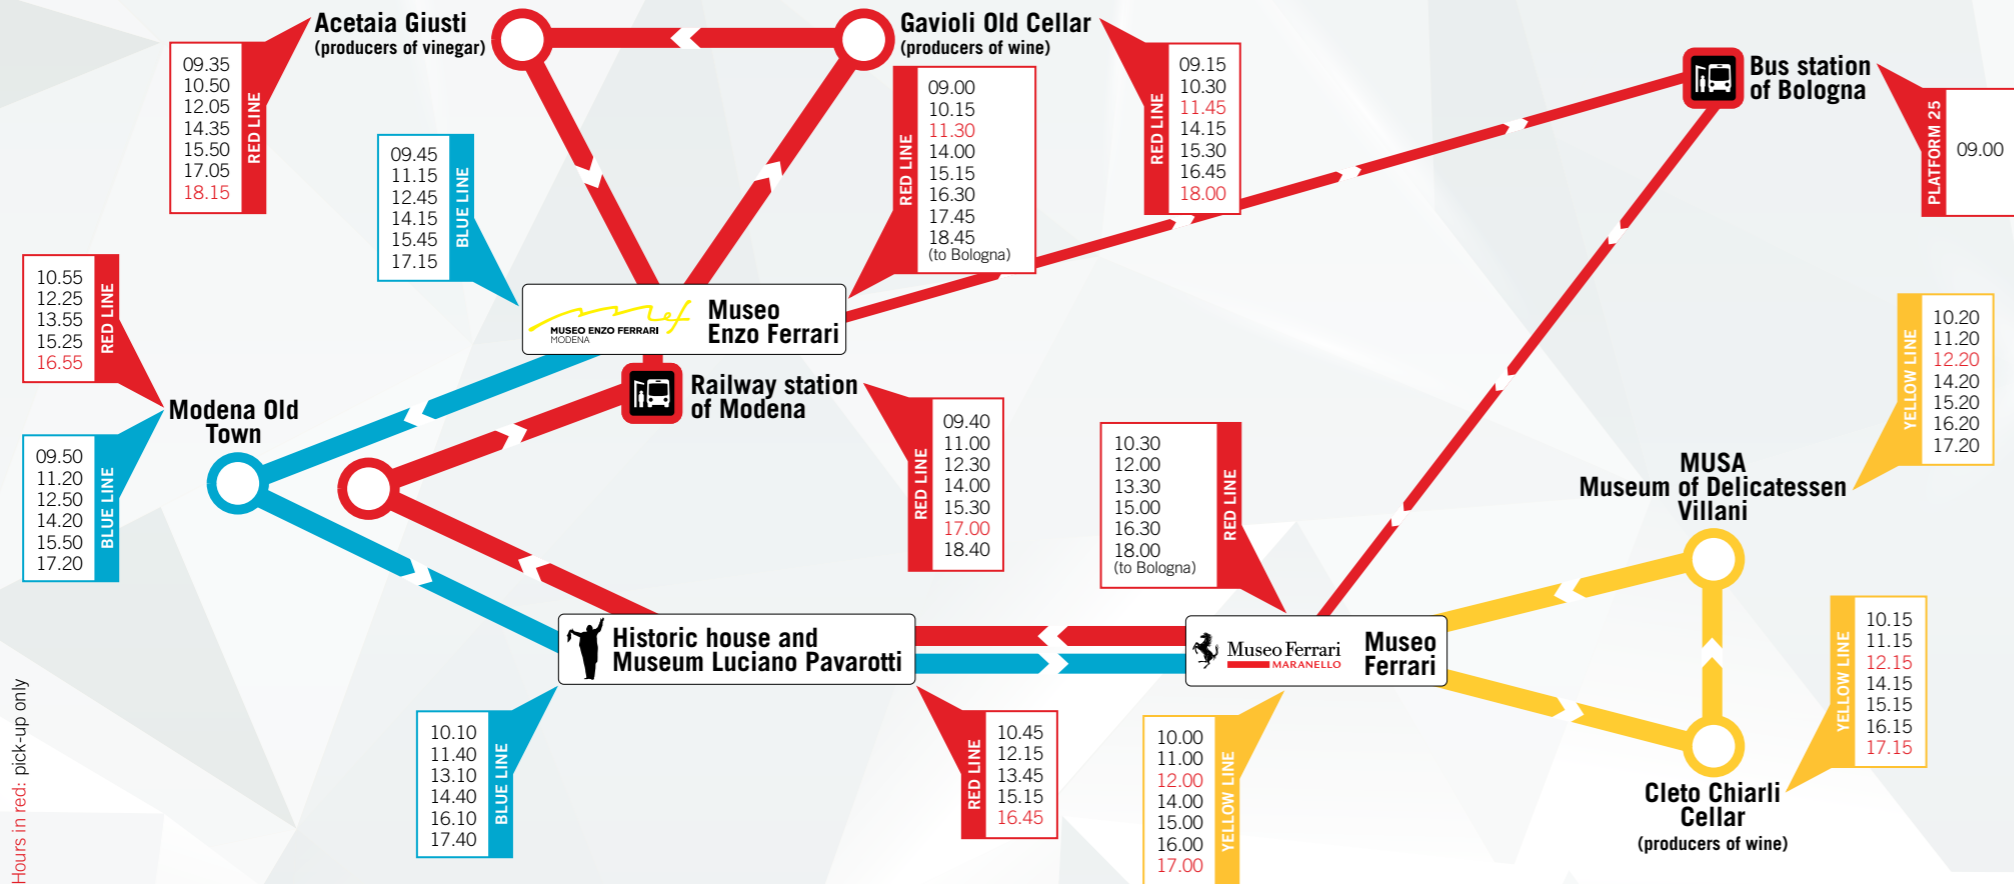 Acetaia Giusti
(producers of vinegar)
09.35
10.50
12.05
14.35
15.50
17.05
18.15
RED LINE
Gavioli Old Cellar
(producers of wine)
RED LINE
09.15
10.30
11.45
14.15
15.30
16.45
18.00
Bus station
of Bologna
PLATFORM 25
09.00
09.45
11.15
12.45
14.15
15.45
17.15
BLUE LINE
RED LINE
09.00
10.15
11.30
14.00
15.15
16.30
17.45
18.45
(to Bologna)
mef
MUSEO ENZO FERRARI
MODENA
Museo
Enzo Ferrari
10.55
12.25
13.55
15.25
16.55
RED LINE
Modena Old
Town
09.50
11.20
12.50
14.20
15.50
17.20
BLUE LINE
Railway station
of Modena
RED LINE
09.40
11.00
12.30
14.00
15.30
17.00
18.40
10.30
12.00
13.30
15.00
16.30
18.00
(to Bologna)
RED LINE
YELLOW LINE
10.20
11.20
12.20
14.20
15.20
16.20
17.20
MUSA
Museum of Delicatessen
Villani
Historic house and
Museum Luciano Pavarotti
Museo Ferrari
MARANELLO
Museo
Ferrari
YELLOW LINE
10.15
11.15
12.15
14.15
15.15
16.15
17.15
10.10
11.40
13.10
14.40
16.10
17.40
BLUE LINE
RED LINE
10.45
12.15
13.45
15.15
16.45
10.00
11.00
12.00
14.00
15.00
16.00
17.00
YELLOW LINE
Cleto Chiarli
Cellar
(producers of wine)
Hours in red: pick-up only